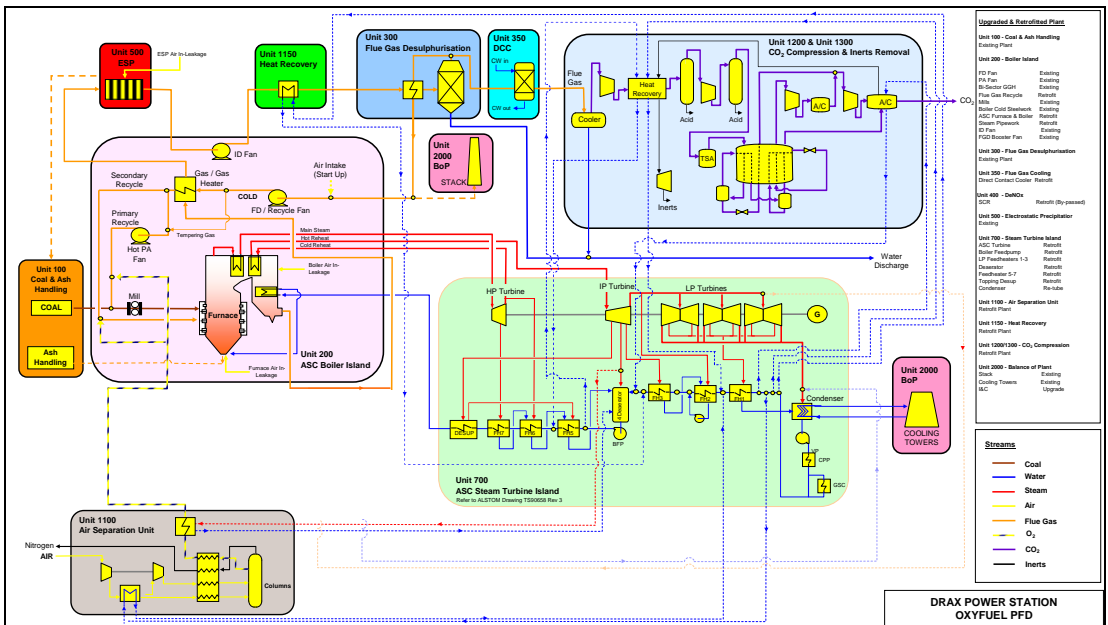 Unit 500
ESP
ESP Air In-Leakage
Unit 1150
Heat Recovery
Unit 300
Flue Gas Desulphurisation
Unit 350
DCC
CW in
CW out
Unit 1200 & Unit 1300
CO2 Compression & Inerts Removal
Flue
Gas
Heat
Recovery
Cooler
Acid
Acid
A/C
A/C
CO2
TSA
Inerts
Water
Discharge
ID Fan
Unit
2000
BoP
STACK
Air Intake
(Start Up)
Gas / Gas
Heater
Secondary
Recycle
COLD
FD / Recycle Fan
Primary
Recycle
Hot PA
Fan
Tempering Gas
Main Steam
Hot Reheat
Cold Reheat
Boiler Air In-
Leakage
Unit 100
Coal & Ash
Handling
COAL
Mill
Furnace
Ash
Handling
Furnace Air In-
Leakage
Unit 200
ASC Boiler Island
HP Turbine
IP Turbine
LP Turbines
G
DESUP
FH7
FH6
FH5
Deaerator
BFP
FH3
FH2
FH1
Condenser
CPP
GSC
Unit 2000
BoP
COOLING
TOWERS
Unit 700
ASC Steam Turbine Island
Refer to ALSTOM Drawing TS90658 Rev 3
Unit 1100
Air Separation Unit
Nitrogen
AIR
Columns
Upgraded & Retrofitted Plant
Unit 100 - Coal & Ash Handling
Existing Plant
Unit 200 - Boiler Island
FD Fan Existing
PA Fan Existing
Bi-Sector GGH Existing
Flue Gas Recycle Retrofit
Mills Existing
Boiler Cold Steelwork Existing
ASC Furnace & Boiler Retrofit
Steam Pipework Retrofit
ID Fan Existing
FGD Booster Fan Existing
Unit 300 - Flue Gas Desulphurisation
Existing Plant
Unit 350 - Flue Gas Cooling
Direct Contact Cooler Retrofit
Unit 400 - DeNOx
SCR Retrofit (By-passed)
Unit 500 - Electrostatic Precipitator
Existing
Unit 700 - Steam Turbine Island
ASC Turbine Retrofit
Boiler Feedpump Retrofit
LP Feedheaters 1-3 Retrofit
Deaerator Retrofit
Feedheater 5-7 Retrofit
Topping Desup Retrofit
Condenser Re-tube
Unit 1100 - Air Separation Unit
Retrofit Plant
Unit 1150 - Heat Recovery
Retrofit Plant
Unit 1200/1300 - CO2 Compression
Retrofit Plant
Unit 2000 - Balance of Plant
Stack Existing
Cooling Towers Existing
I&C Upgrade
Streams
Coal
Water
Steam
Air
Flue Gas
O2
CO2
Inerts
DRAX POWER STATION
OXYFUEL PFD